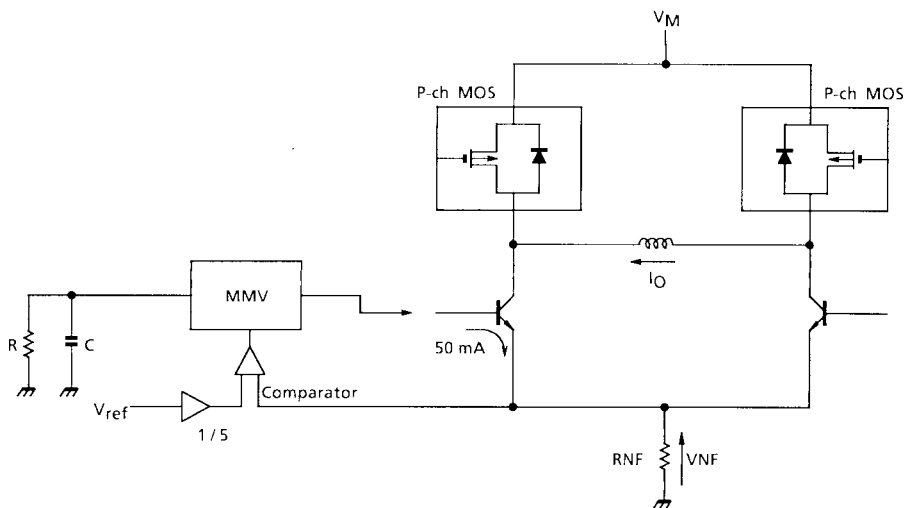 VM
P-ch MOS
P-ch MOS
IO
MMV
R
C
50 mA
Comparator
Vref
1/5
RNF
VNF